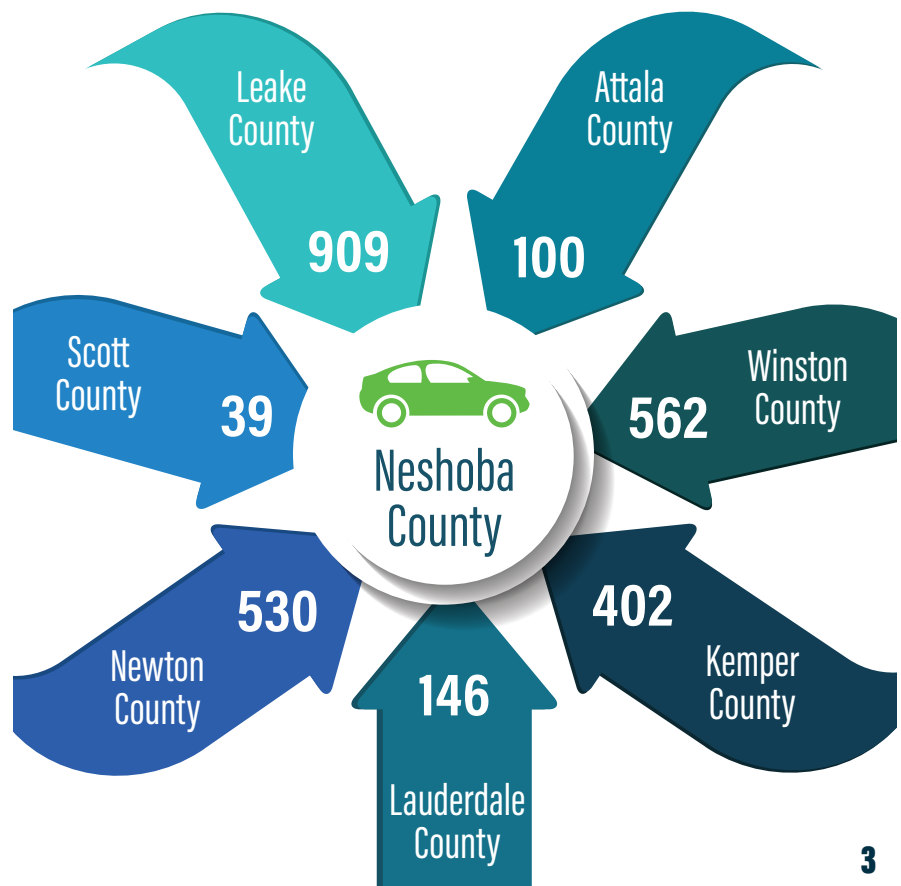 Leake
County
909
Attala
County
100
Scott
County
39
Winston
County
562
Neshoba
County
Newton
County
530
Kemper
County
402
146
Lauderdale
County
3